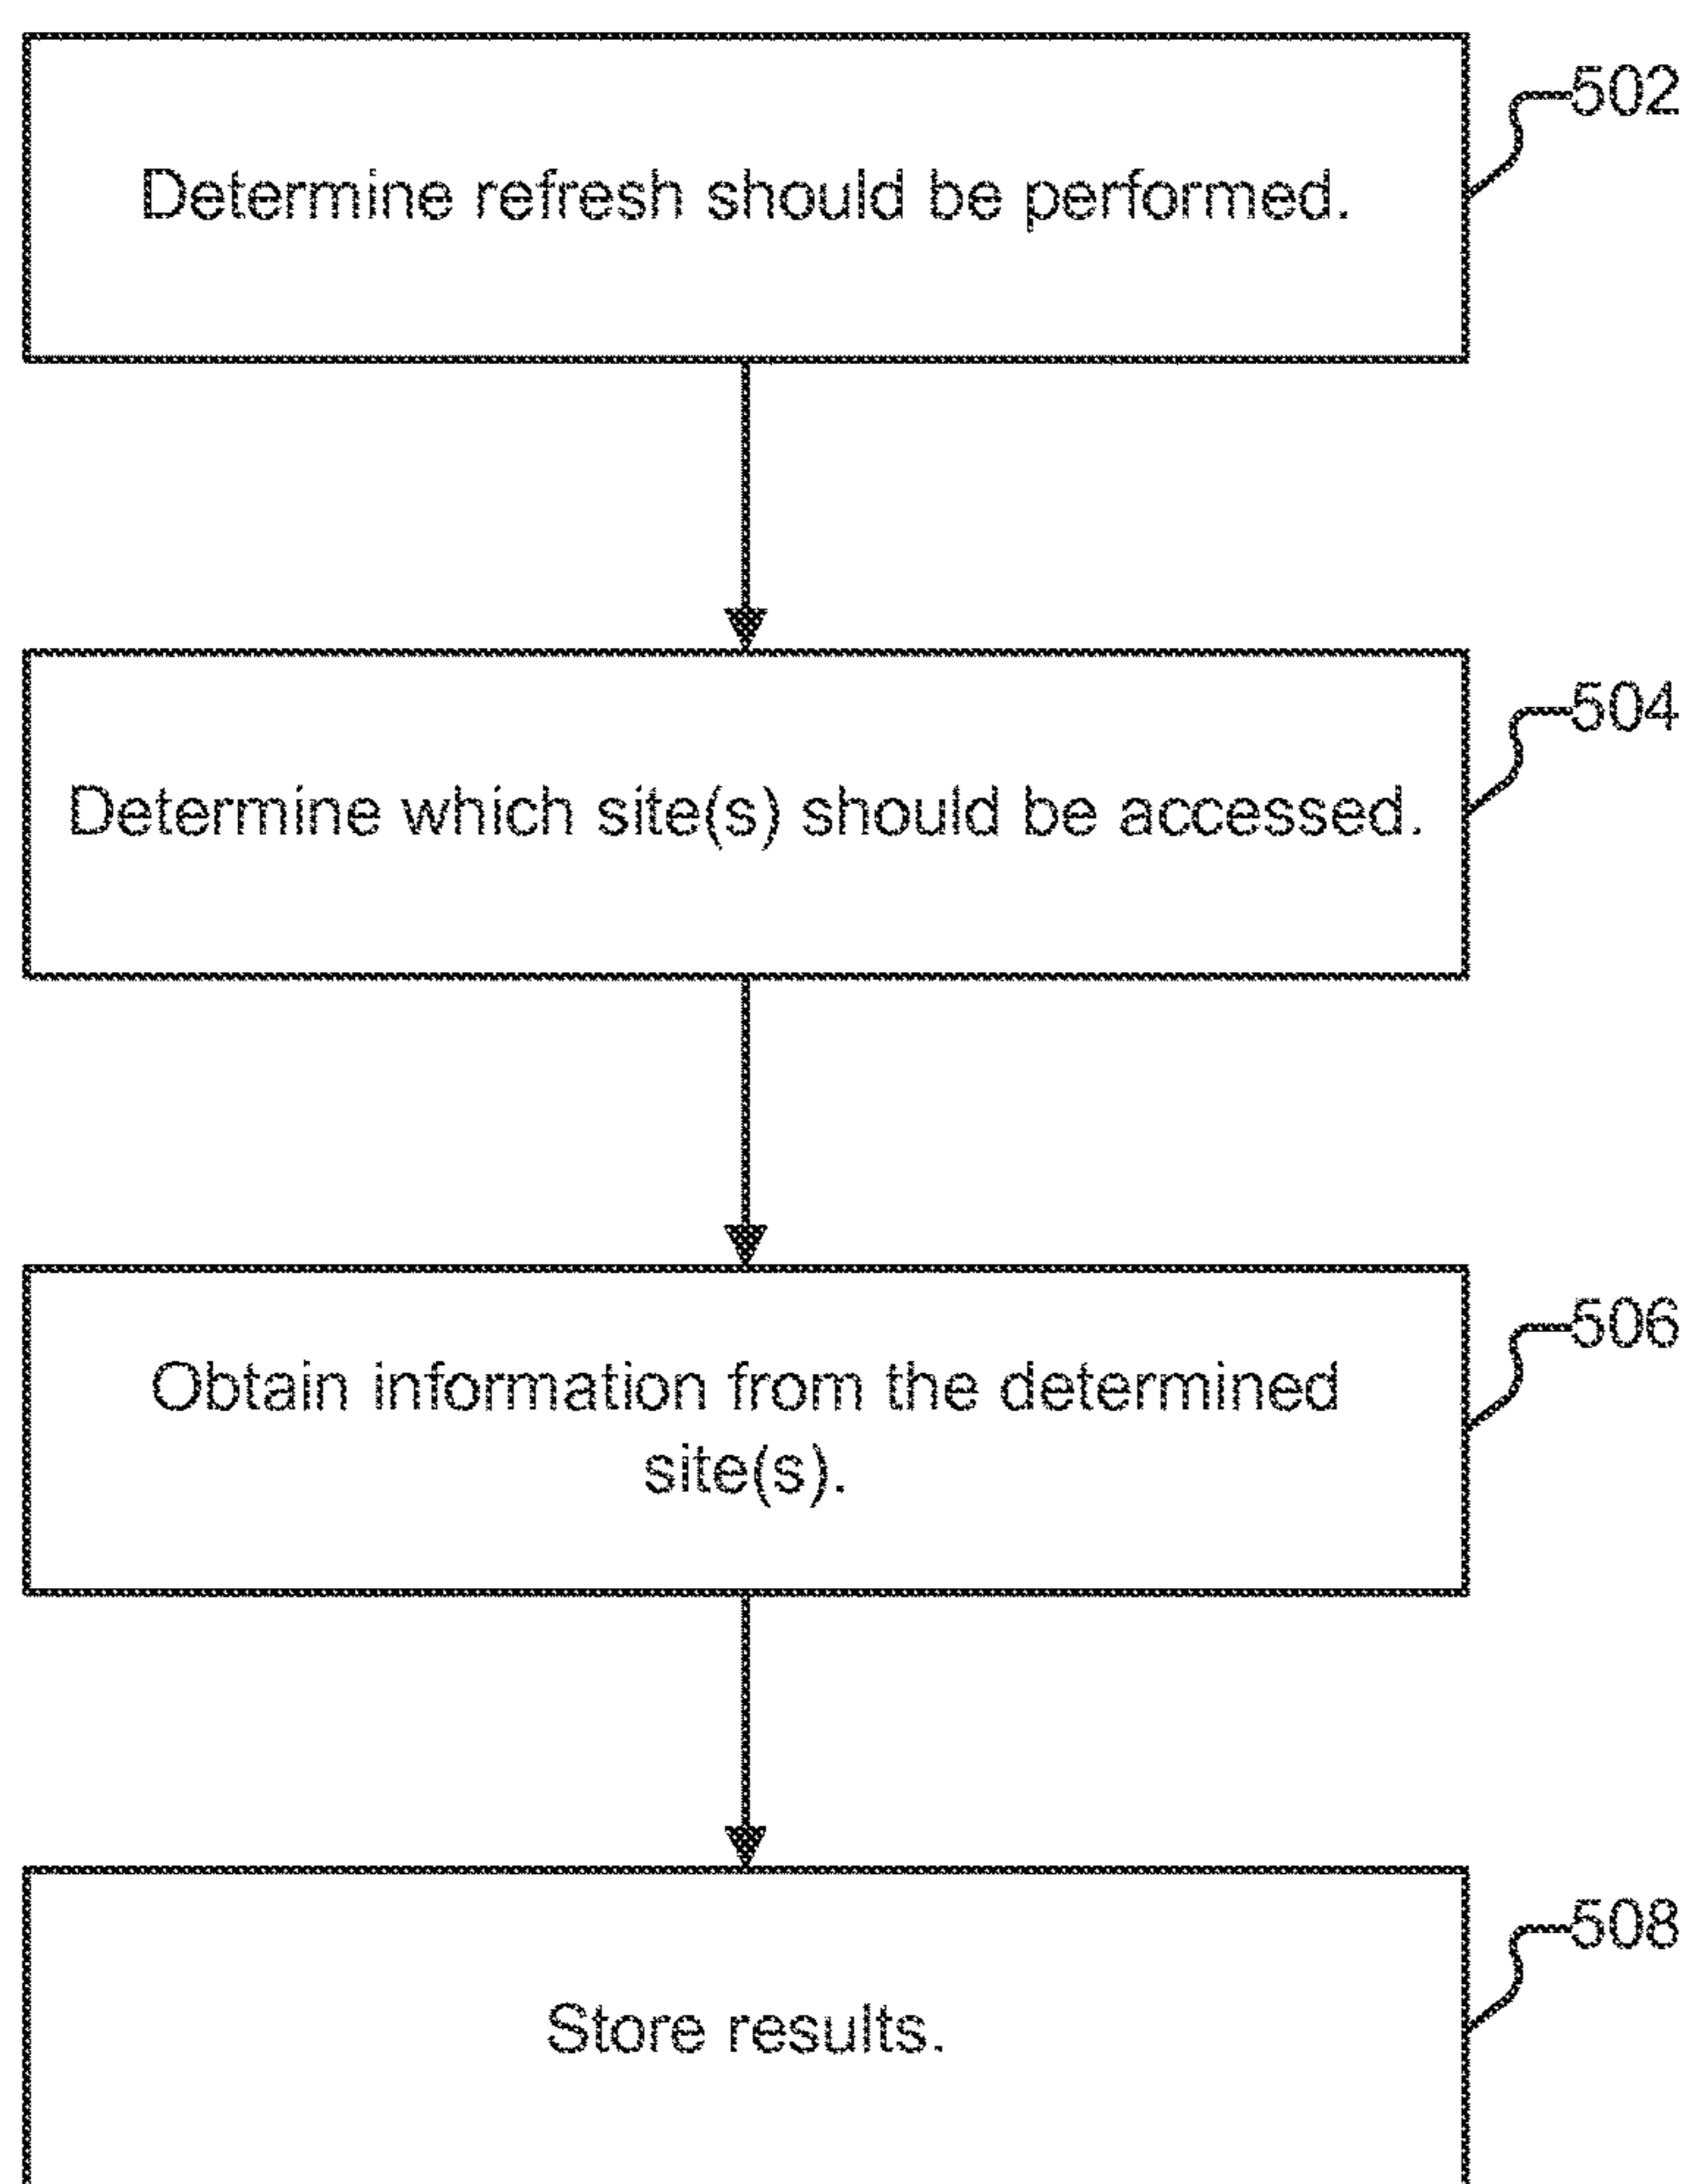 502
Determine refresh should be performed.
504
Determine which site(s) should be accessed.
506
Obtain information from the determined
site(s).
508
Store results.